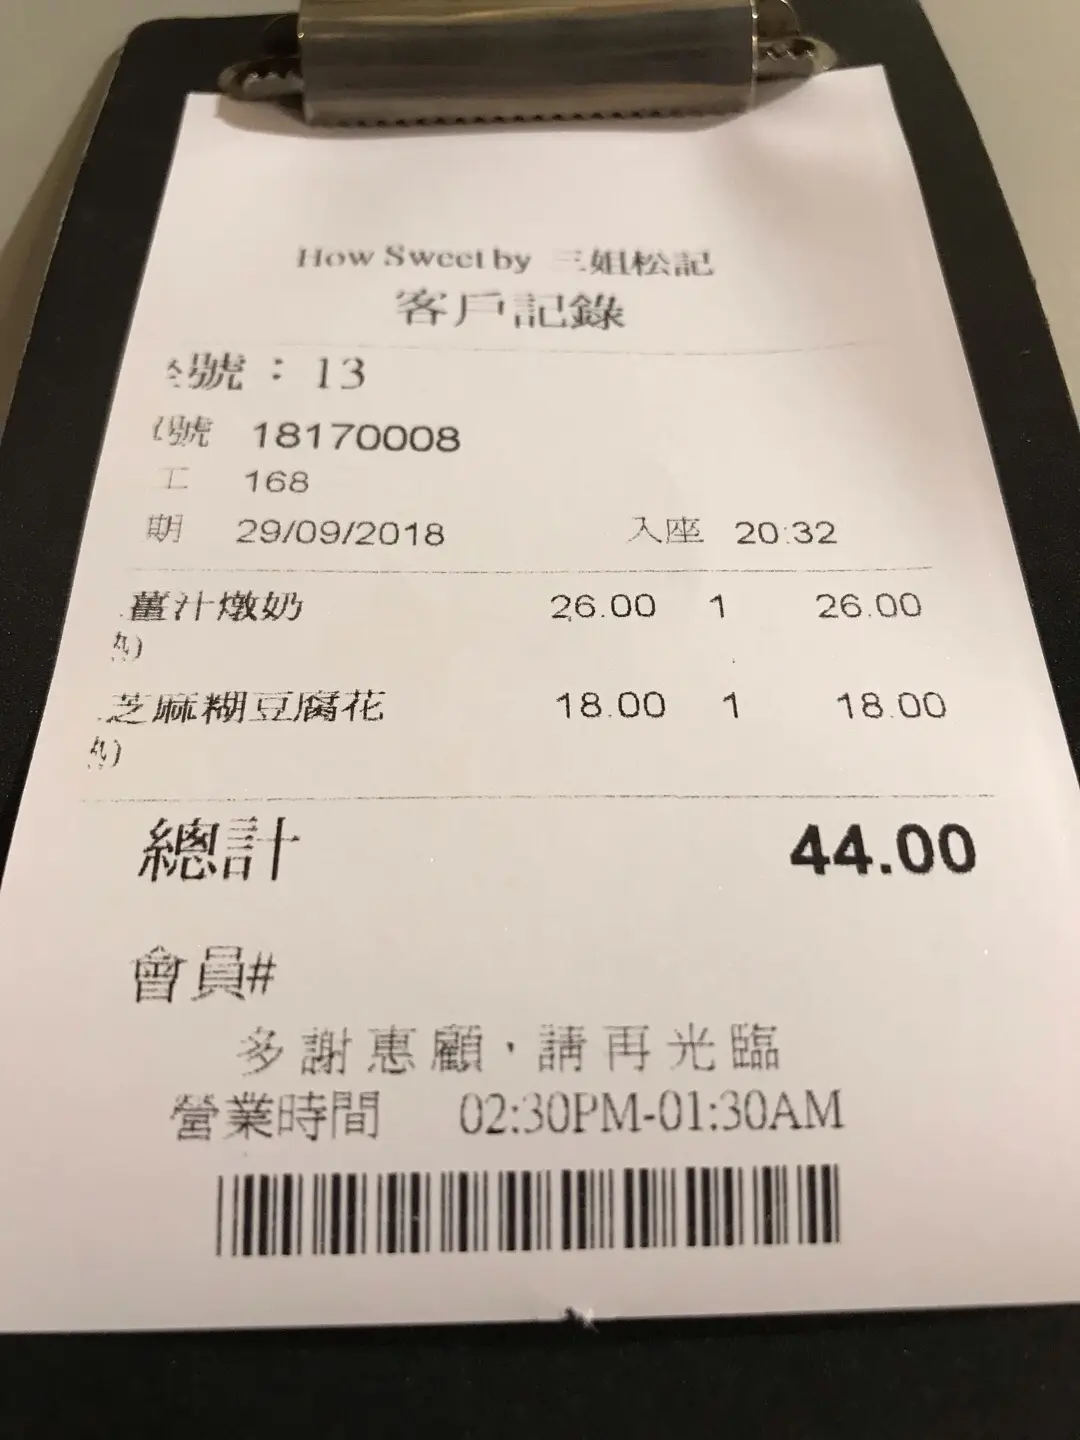 How Sweet by 三姐松記
客戶記錄
號：13
號 18170008
工 168
期 29/09/2018 入座 20:32
薑汁燉奶 26.00 1 26.00
芝麻糊豆腐花 18.00 1 18.00
總計 44.00
會員#
多謝惠顧，請再光臨
營業時間 02:30PM-01:30AM